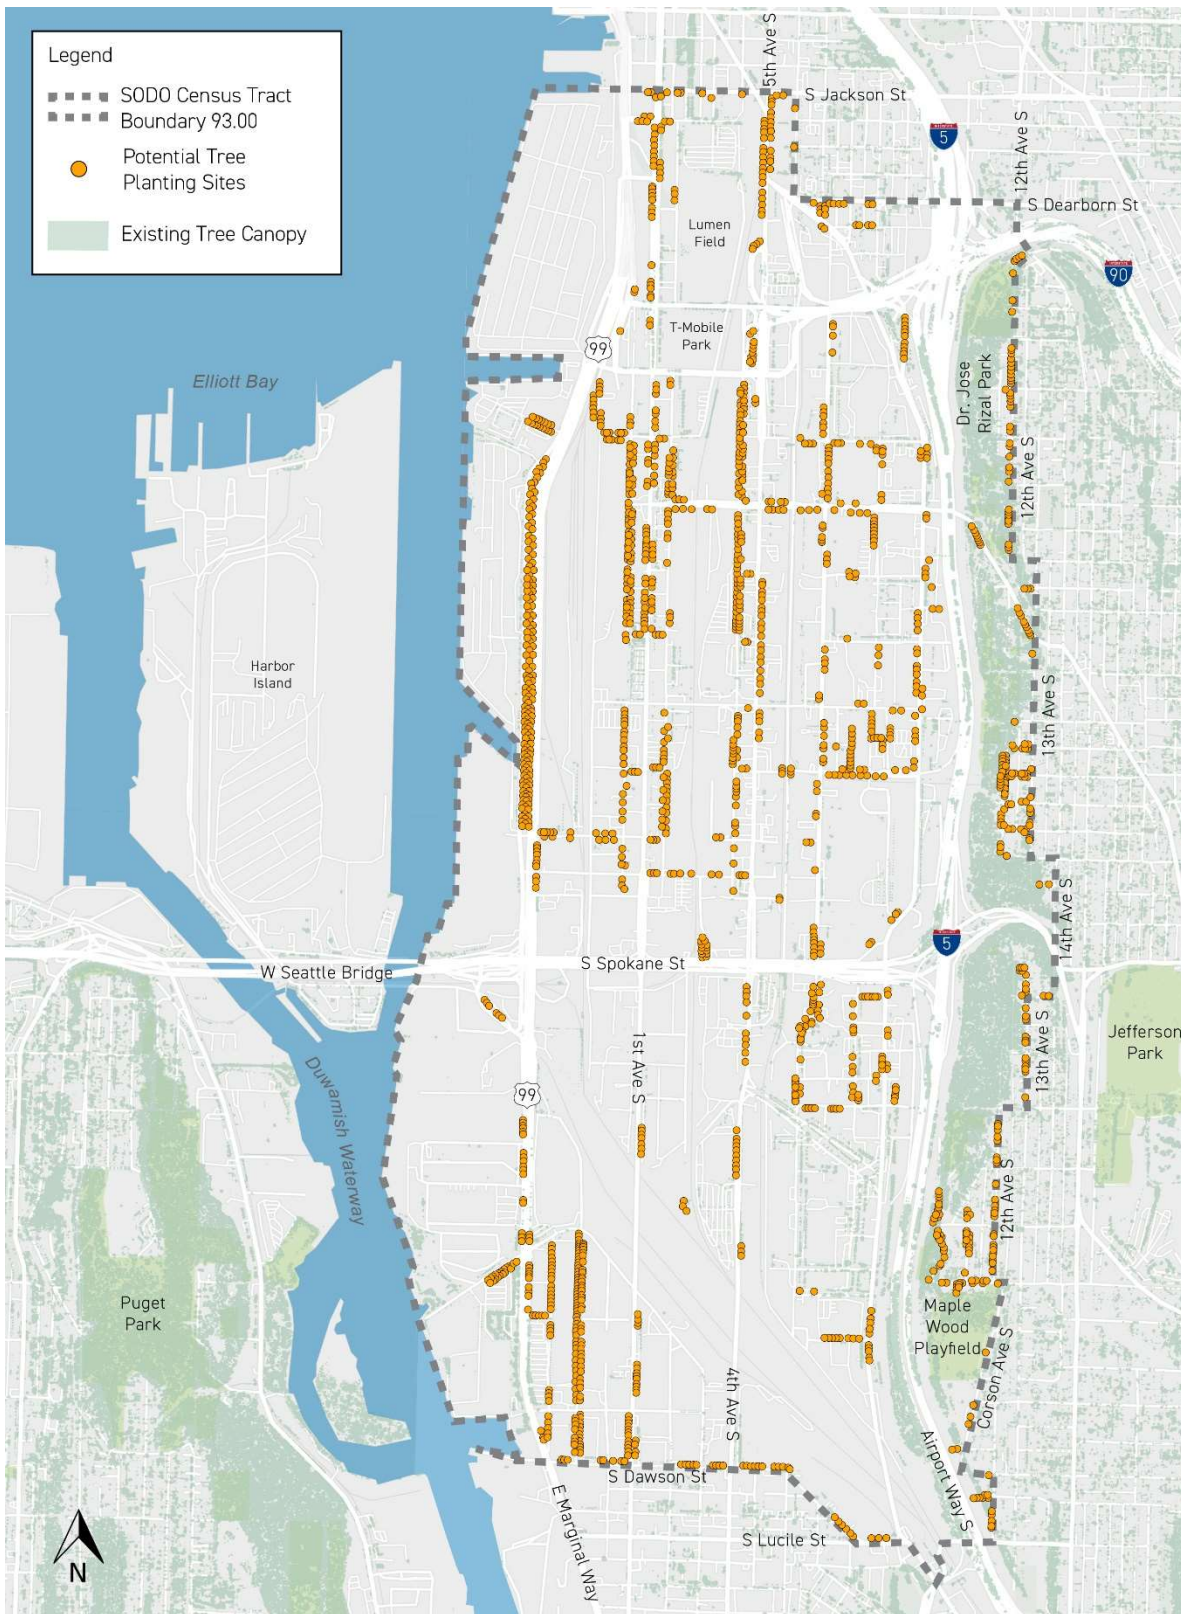 Legend
SODO Census Tract
Boundary 93.00
Potential Tree
Planting Sites
Existing Tree Canopy
5th Ave S
S Jackson St
5
12th Ave S
S Dearborn St
Lumen
Field
90
T-Mobile
Park
99
Elliott Bay
Dr. Jose
Rizal Park
12th Ave S
Harbor
Island
13th Ave S
14th Ave S
5
S Spokane St
W Seattle Bridge
Jefferson
Park
1st Ave S
13th Ave S
99
Duwamish Waterway
12th Ave S
Puget
Park
Maple
Wood
Playfield
Corson Ave S
4th Ave S
Airport Way S
S Dawson St
E Marginal Way
S Lucile St
N